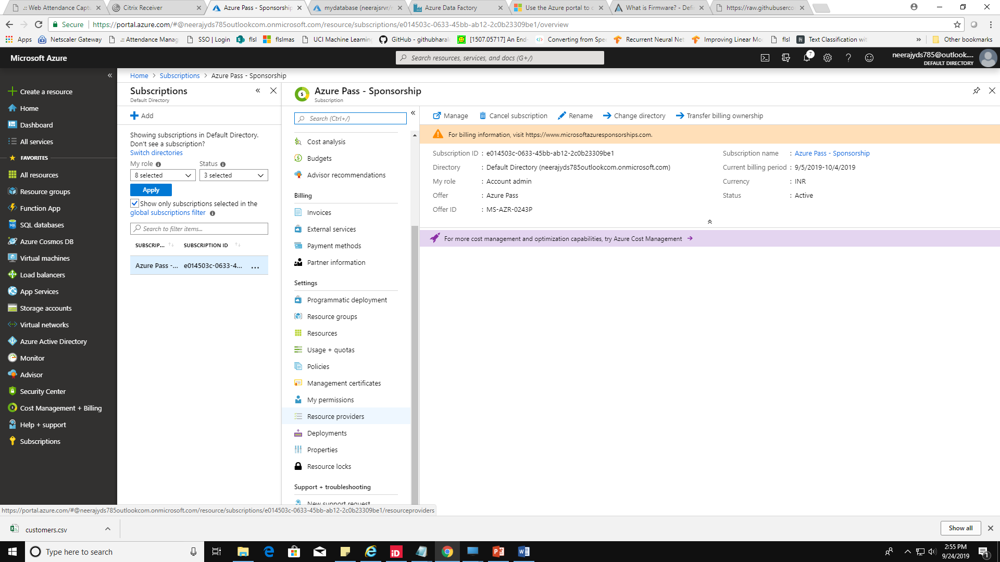 .:: Web Attendance Captu
Citrix Receiver
Azure Pass - Sponsorship
mydatabase (neerajsrvr/
Azure Data Factory
Use the Azure portal to c
What is Firmware? - Defi
https://raw.githubuserco
Secure
https://portal.azure.com/#@neerajyds785outlookcom.onmicrosoft.com/resource/subscriptions/e014503c-0633-45bb-ab12-2c0b23309be1/overview
Apps
Netscaler Gateway
.:: Attendance Manag
SSO | Login
flsl
flslmas
UCI Machine Learning
GitHub - githubharal
[1507.05717] An End-
Converting from Spe
Recurrent Neural Net
Improving Linear Mo
flsl
Text Classification wit
»
Other bookmarks
Microsoft Azure
Search resources, services, and docs (G+/)
7
neerajyds785@outlook....
DEFAULT DIRECTORY
Create a resource
Home
Dashboard
All services
FAVORITES
All resources
Resource groups
Function App
SQL databases
Azure Cosmos DB
Virtual machines
Load balancers
App Services
Storage accounts
Virtual networks
Azure Active Directory
Monitor
Advisor
Security Center
Cost Management + Billing
Help + support
Subscriptions
Home > Subscriptions > Azure Pass - Sponsorship
Subscriptions
Default Directory
Add
Showing subscriptions in Default Directory.
Don't see a subscription?
Switch directories
My role
Status
8 selected
3 selected
Apply
Show only subscriptions selected in the
global subscriptions filter
Search to filter items...
SUBSCRIP...
SUBSCRIPTION ID
Azure Pass -...
e014503c-0633-4...
...
Azure Pass - Sponsorship
Subscription
Search (Ctrl+/)
Cost analysis
Budgets
Advisor recommendations
Billing
Invoices
External services
Payment methods
Partner information
Settings
Programmatic deployment
Resource groups
Resources
Usage + quotas
Policies
Management certificates
My permissions
Resource providers
Deployments
Properties
Resource locks
Support + troubleshooting
New support request
Manage
Cancel subscription
Rename
Change directory
Transfer billing ownership
For billing information, visit https://www.microsoftazuresponsorships.com.
Subscription ID : e014503c-0633-45bb-ab12-2c0b23309be1
Directory : Default Directory (neerajyds785outlookcom.onmicrosoft.com)
My role : Account admin
Offer : Azure Pass
Offer ID : MS-AZR-0243P
Subscription name : Azure Pass - Sponsorship
Current billing period : 9/5/2019-10/4/2019
Currency : INR
Status : Active
For more cost management and optimization capabilities, try Azure Cost Management
https://portal.azure.com/#@neerajyds785outlookcom.onmicrosoft.com/resource/subscriptions/e014503c-0633-45bb-ab12-2c0b23309be1/resourceproviders
customers.csv
Show all
Type here to search
2:55 PM
9/24/2019
1